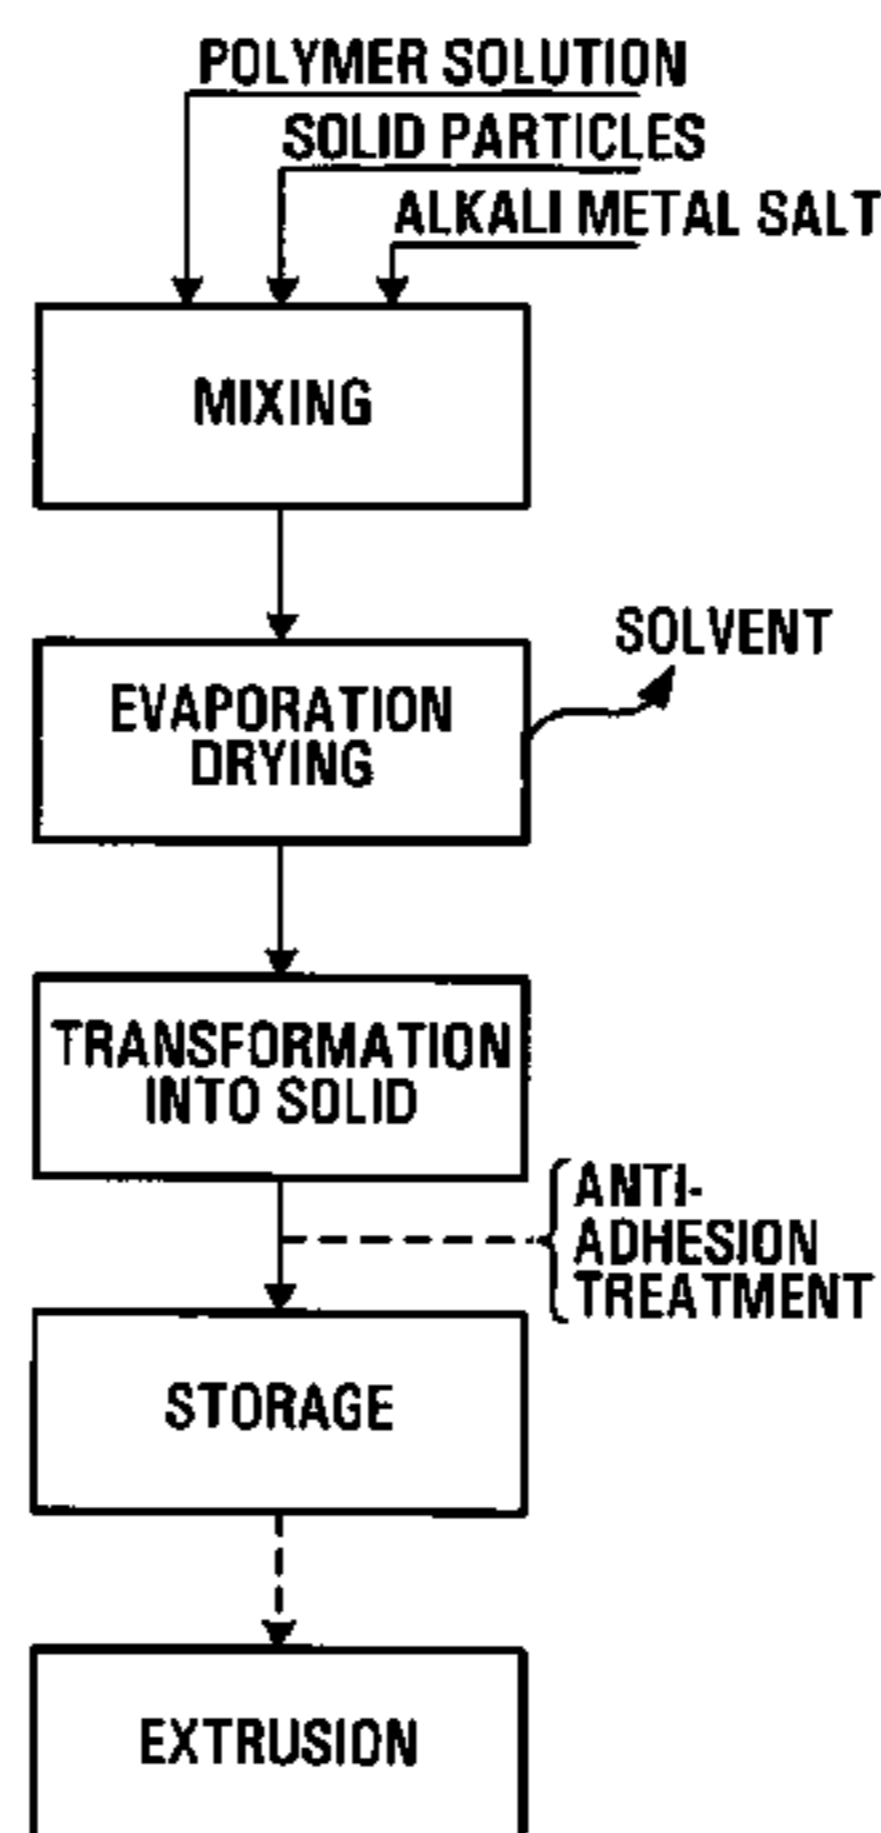 POLYMER SOLUTION
SOLID PARTICLES
ALKALI METAL SALT
MIXING
SOLVENT
EVAPORATION
DRYING
TRANSFORMATION
INTO SOLID
ANTI-
ADHESION
TREATMENT
STORAGE
EXTRUSION